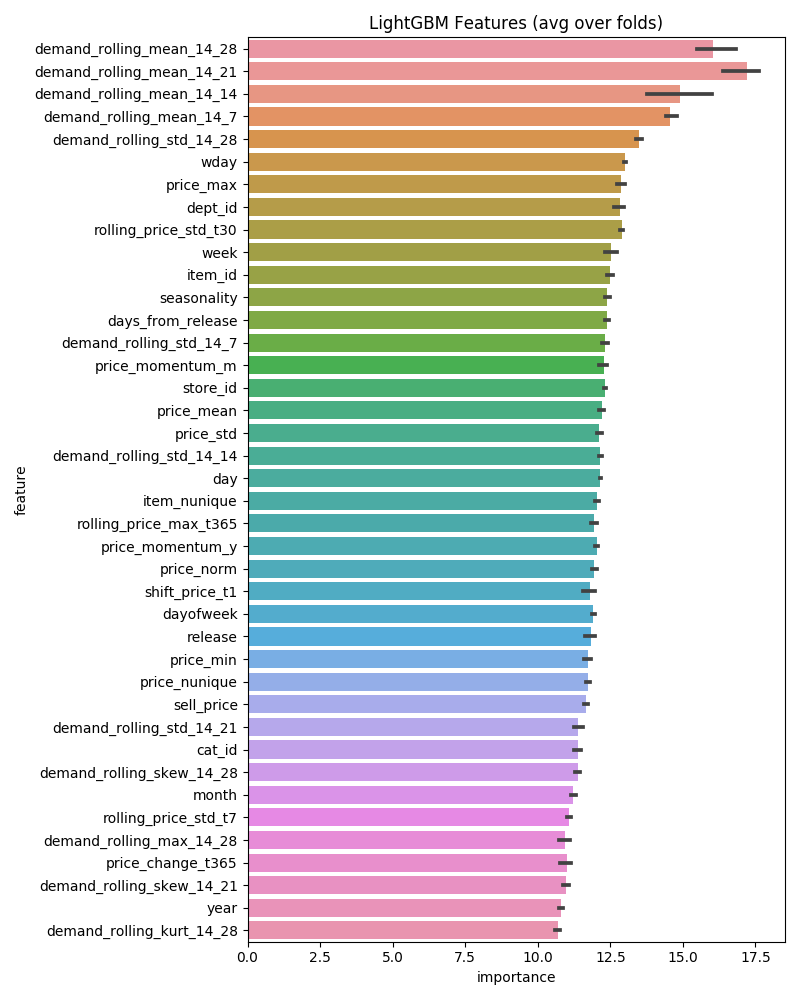 LightGBM Features (avg over folds)
demand_rolling_mean_14_28
demand_rolling_mean_14_21
demand_rolling_mean_14_14
demand_rolling_mean_14_7
demand_rolling_std_14_28
wday
price_max
dept_id
rolling_price_std_t30
week
item_id
seasonality
days_from_release
demand_rolling_std_14_7
price_momentum_m
store_id
price_mean
price_std
demand_rolling_std_14_14
day
item_nunique
rolling_price_max_t365
price_momentum_y
price_norm
shift_price_t1
dayofweek
release
price_min
price_nunique
sell_price
demand_rolling_std_14_21
cat_id
demand_rolling_skew_14_28
month
rolling_price_std_t7
demand_rolling_max_14_28
price_change_t365
demand_rolling_skew_14_21
year
demand_rolling_kurt_14_28
feature
0.0 2.5 5.0 7.5 10.0 12.5 15.0 17.5
importance